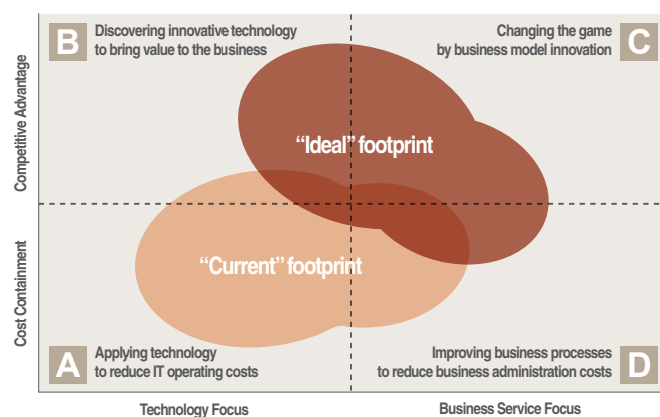 B
Discovering innovative technology
to bring value to the business
Changing the game
by business model innovation
C
Competitive Advantage
“Ideal” footprint
“Current” footprint
Cost Containment
A
Applying technology
to reduce IT operating costs
Improving business processes
to reduce business administration costs
D
Technology Focus
Business Service Focus